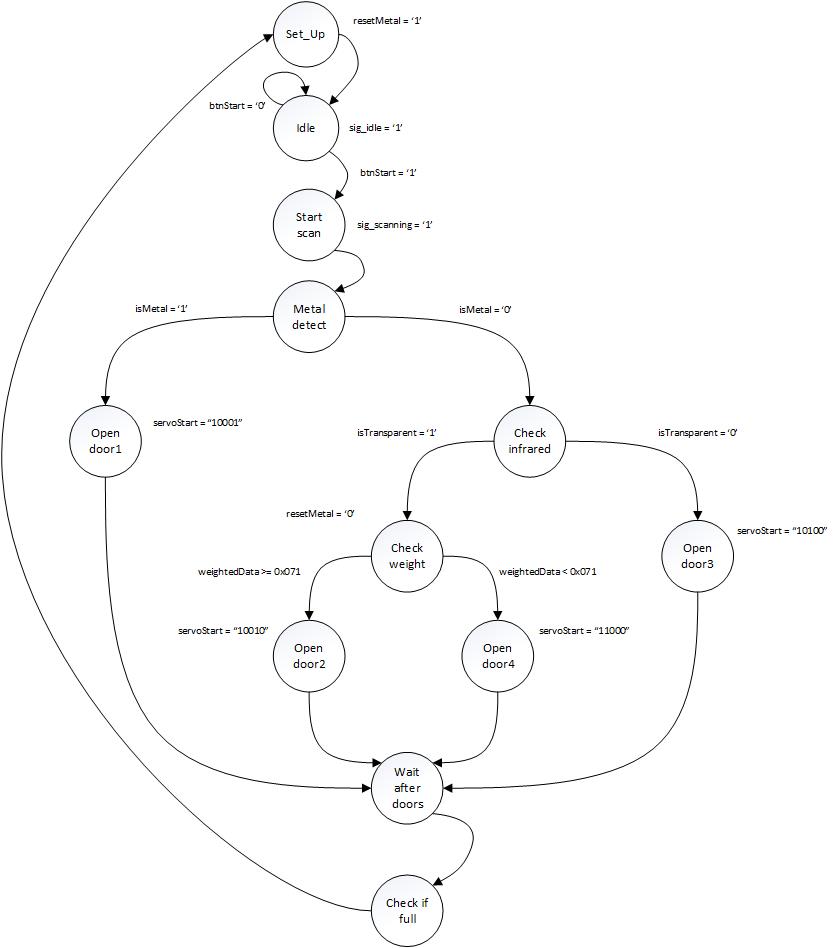 resetMetal = ‘1’
Set_Up
btnStart = ‘0’
Idle
sig_idle = ‘1’
btnStart = ‘1’
Start
scan
sig_scanning = ‘1’
Metal
detect
isMetal = ‘1’
isMetal = ‘0’
Open
door1
servoStart = “10001”
Check
infrared
isTransparent = ‘1’
isTransparent = ‘0’
resetMetal = ‘0’
Check
weight
Open
door3
servoStart = “10100”
weightedData >= 0x071
weightedData < 0x071
servoStart = “10010”
Open
door2
Open
door4
servoStart = “11000”
Wait
after
doors
Check if
full